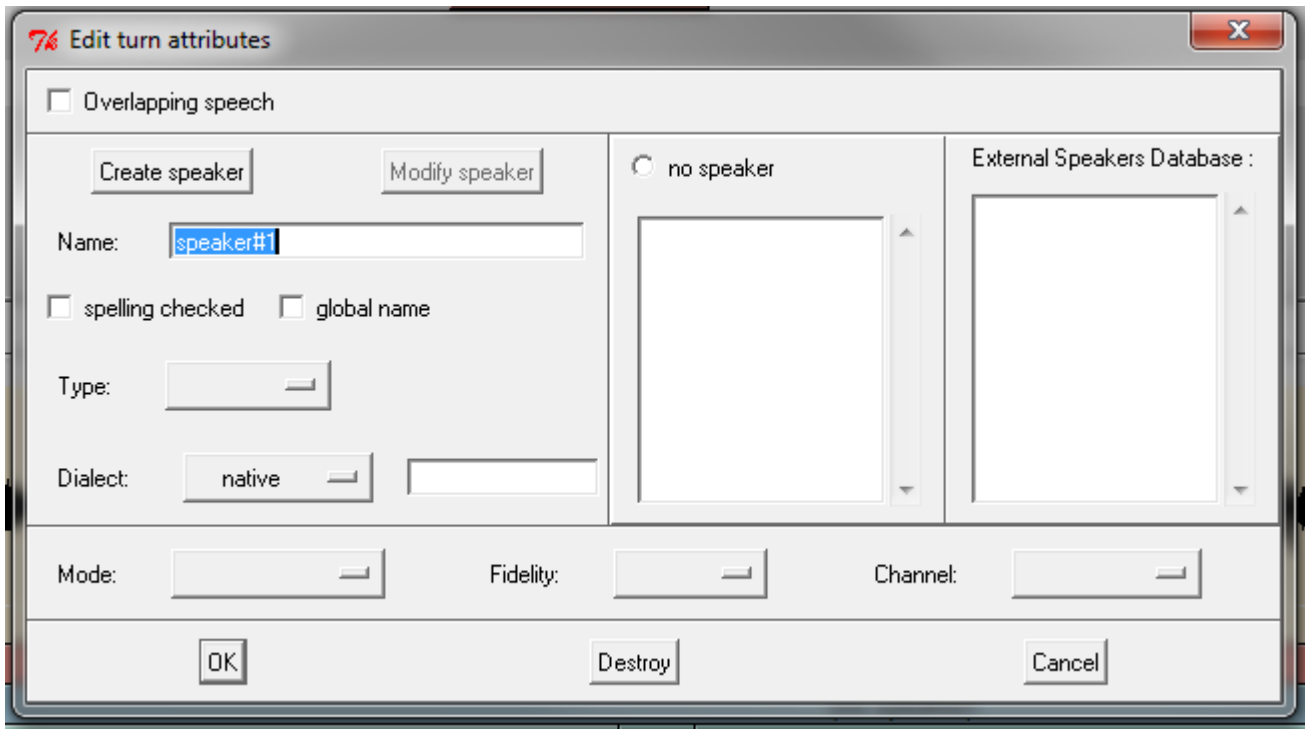 Edit turn attributes
Overlapping speech
Create speaker
Modify speaker
Name:
speaker#1
spelling checked
global name
Type:
Dialect:
native
no speaker
External Speakers Database :
Mode:
Fidelity:
Channel:
OK
Destroy
Cancel